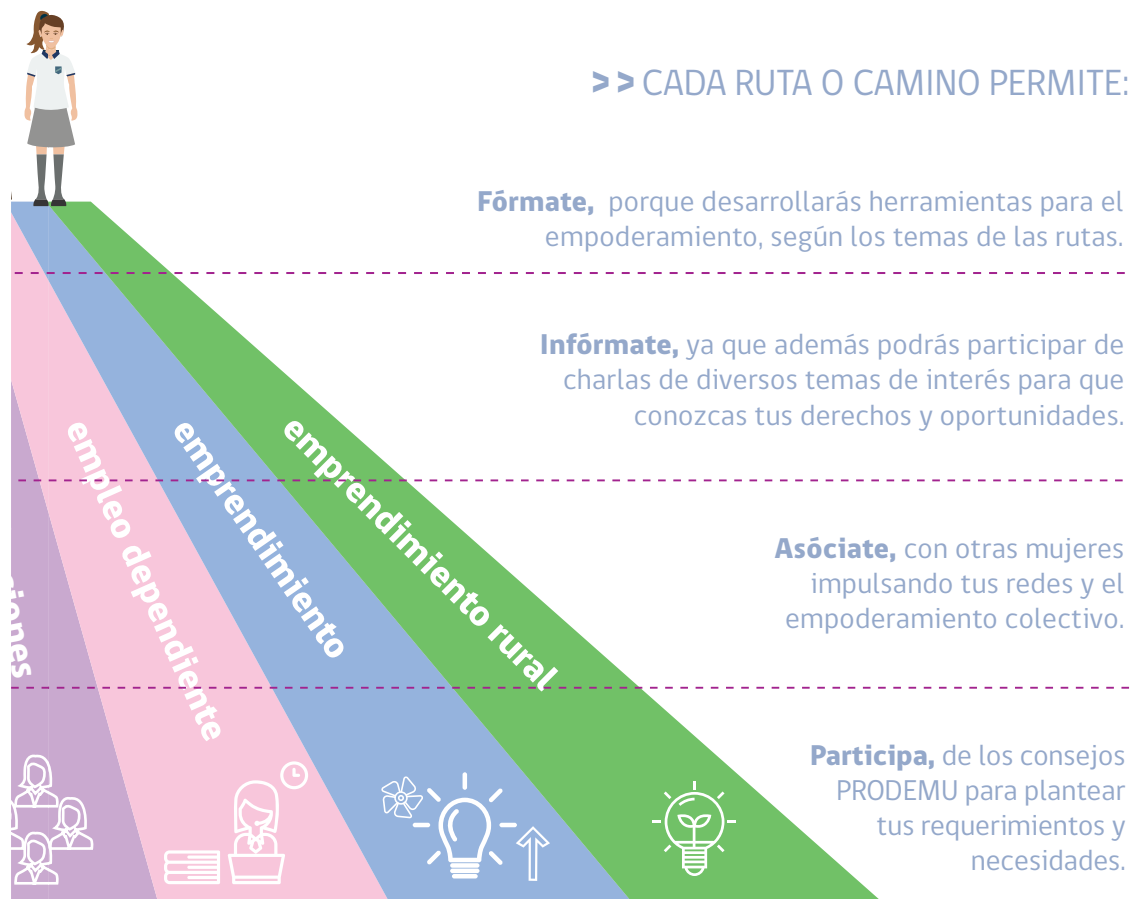 >> CADA RUTA O CAMINO PERMITE:
Fórmate, porque desarrollarás herramientas para el
empoderamiento, según los temas de las rutas.
Infórmate, ya que además podrás participar de
charlas de diversos temas de interés para que
conozcas tus derechos y oportunidades.
Asóciate, con otras mujeres
impulsando tus redes y el
empoderamiento colectivo.
Participa, de los consejos
PRODEMU para plantear
tus requerimientos y
necesidades.
empleo dependiente
emprendimiento
emprendimiento rural